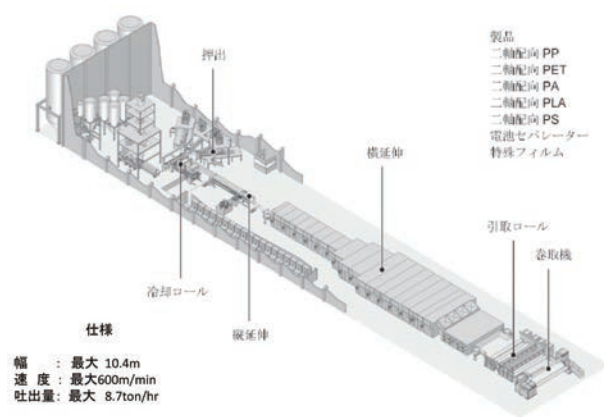 製品
二軸配向 PP
二軸配向 PET
二軸配向 PA
二軸配向 PLA
二軸配向 PS
電池セパレーター
特殊フィルム
押出
横延伸
引取ロール
巻取機
冷却ロール
縦延伸
仕様
幅 : 最大 10.4m
速 度 : 最大600m/min
吐出量: 最大 8.7ton/hr